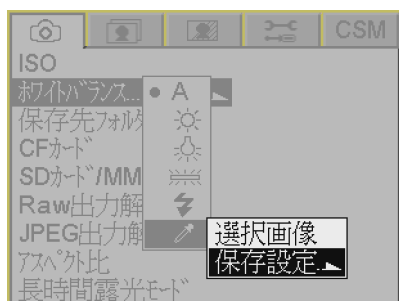 CSM
ISO
ホワイトバランス...
A
保存先フォルダ
CFカード
SDカード/MM
Raw出力解
JPEG出力解
選択画像
保存設定...
アスペクト比
長時間露光モード